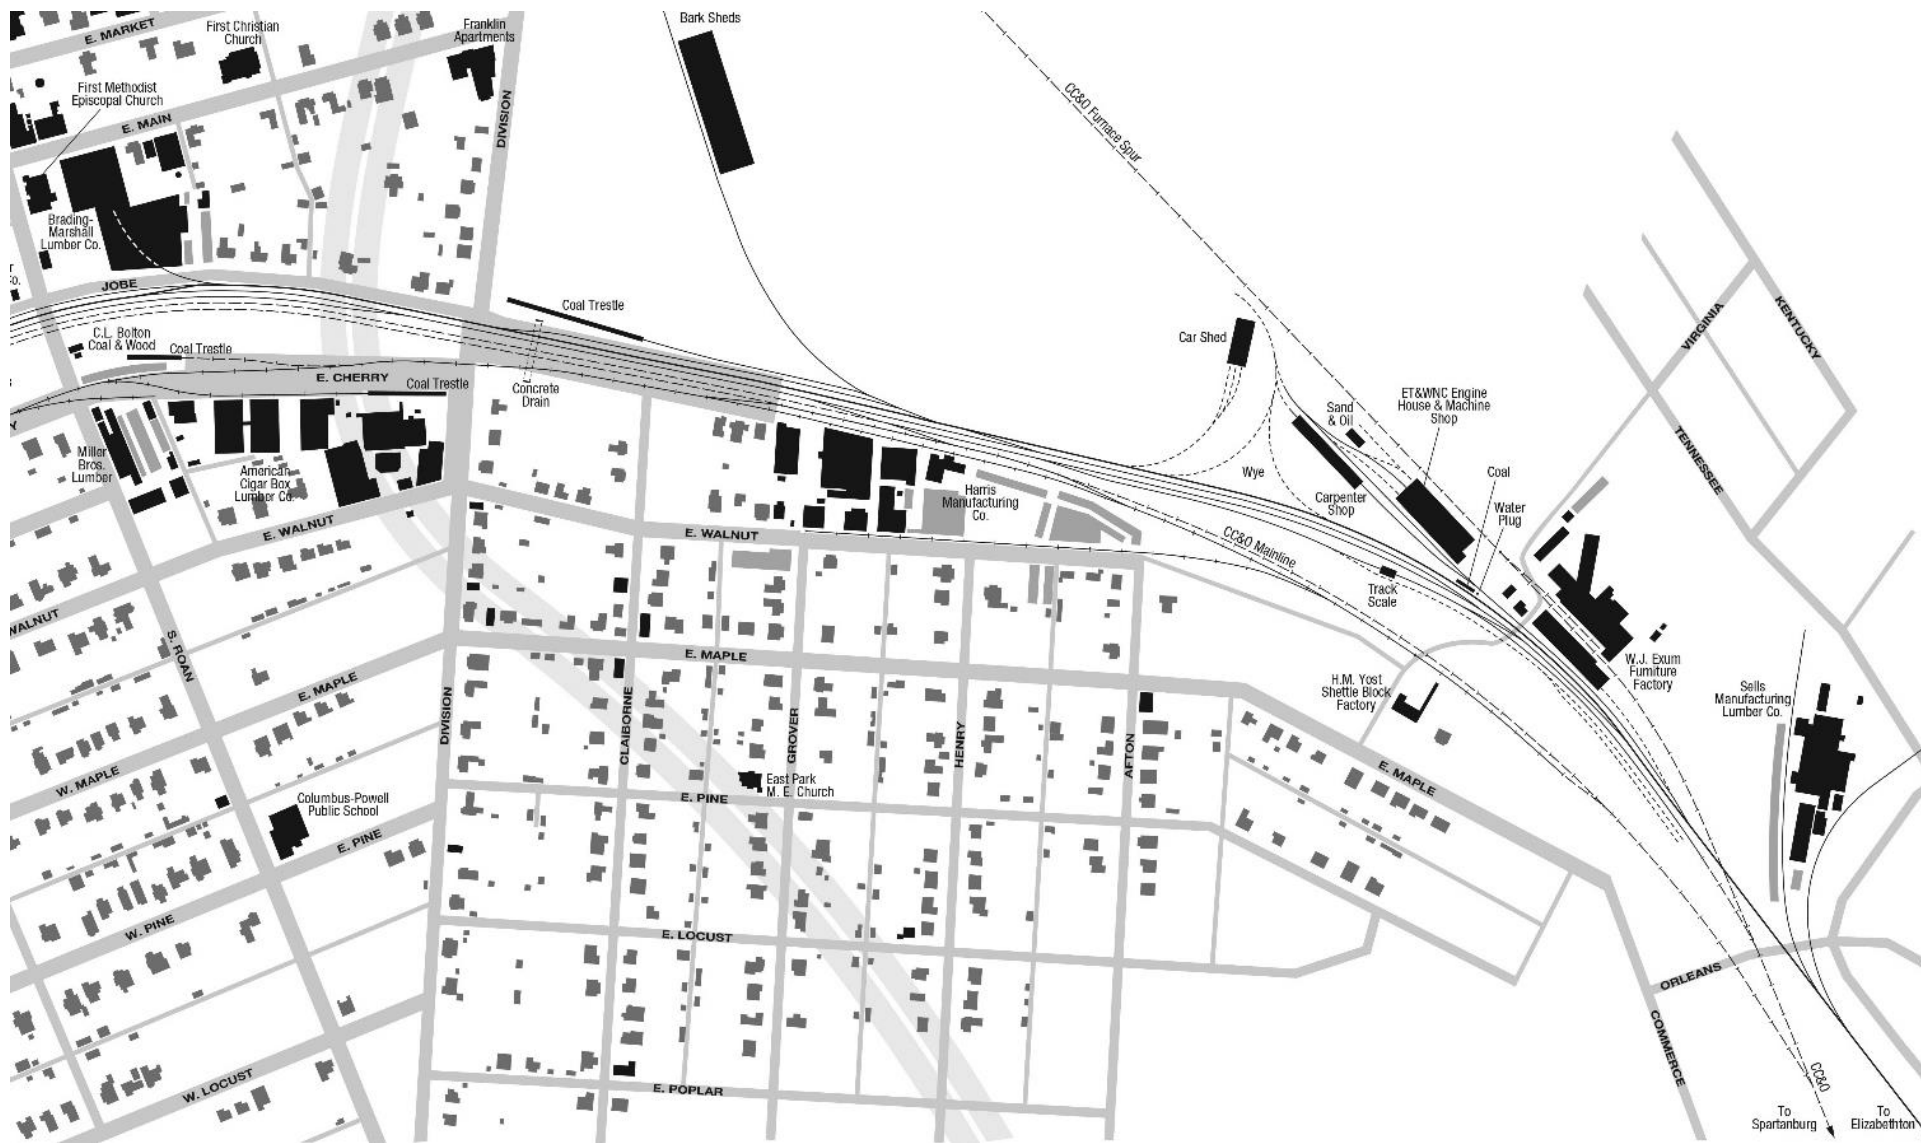 E. MARKET
First Christian
Church
Franklin
Apartments
Bark Sheds
First Methodist
Episcopal Church
E. MAIN
DIVISION
CC&O Furnace Spur
Brading-
Marshall
Lumber Co.
JOBE
Coal Trestle
C.L. Bolton
Coal & Wood
Coal Trestle
E. CHERRY
Coal Trestle
Concrete
Drain
Car Shed
VIRGINIA
KENTUCKY
TENNESSEE
Sand
& Oil
ET&WNC Engine
House & Machine
Shop
Miller
Bros.
Lumber
American
Cigar Box
Lumber Co.
Harris
Manufacturing
Co.
Wye
Carpenter
Shop
Coal
Water
Plug
E. WALNUT
E. WALNUT
CC&O Mainline
Track
Scale
WALNUT
S. ROAN
E. MAPLE
E. MAPLE
H.M. Yost
Shettle Block
Factory
W.J. Exum
Furniture
Factory
Sells
Manufacturing
Lumber Co.
DIVISION
CLAIBORNE
GROVER
HENRY
AFTON
W. MAPLE
E. MAPLE
East Park
M. E. Church
E. PINE
Columbus-Powell
Public School
E. PINE
W. PINE
E. LOCUST
ORLEANS
COMMERCE
W. LOCUST
E. POPLAR
CC&O
To
Spartanburg
To
Elizabethton